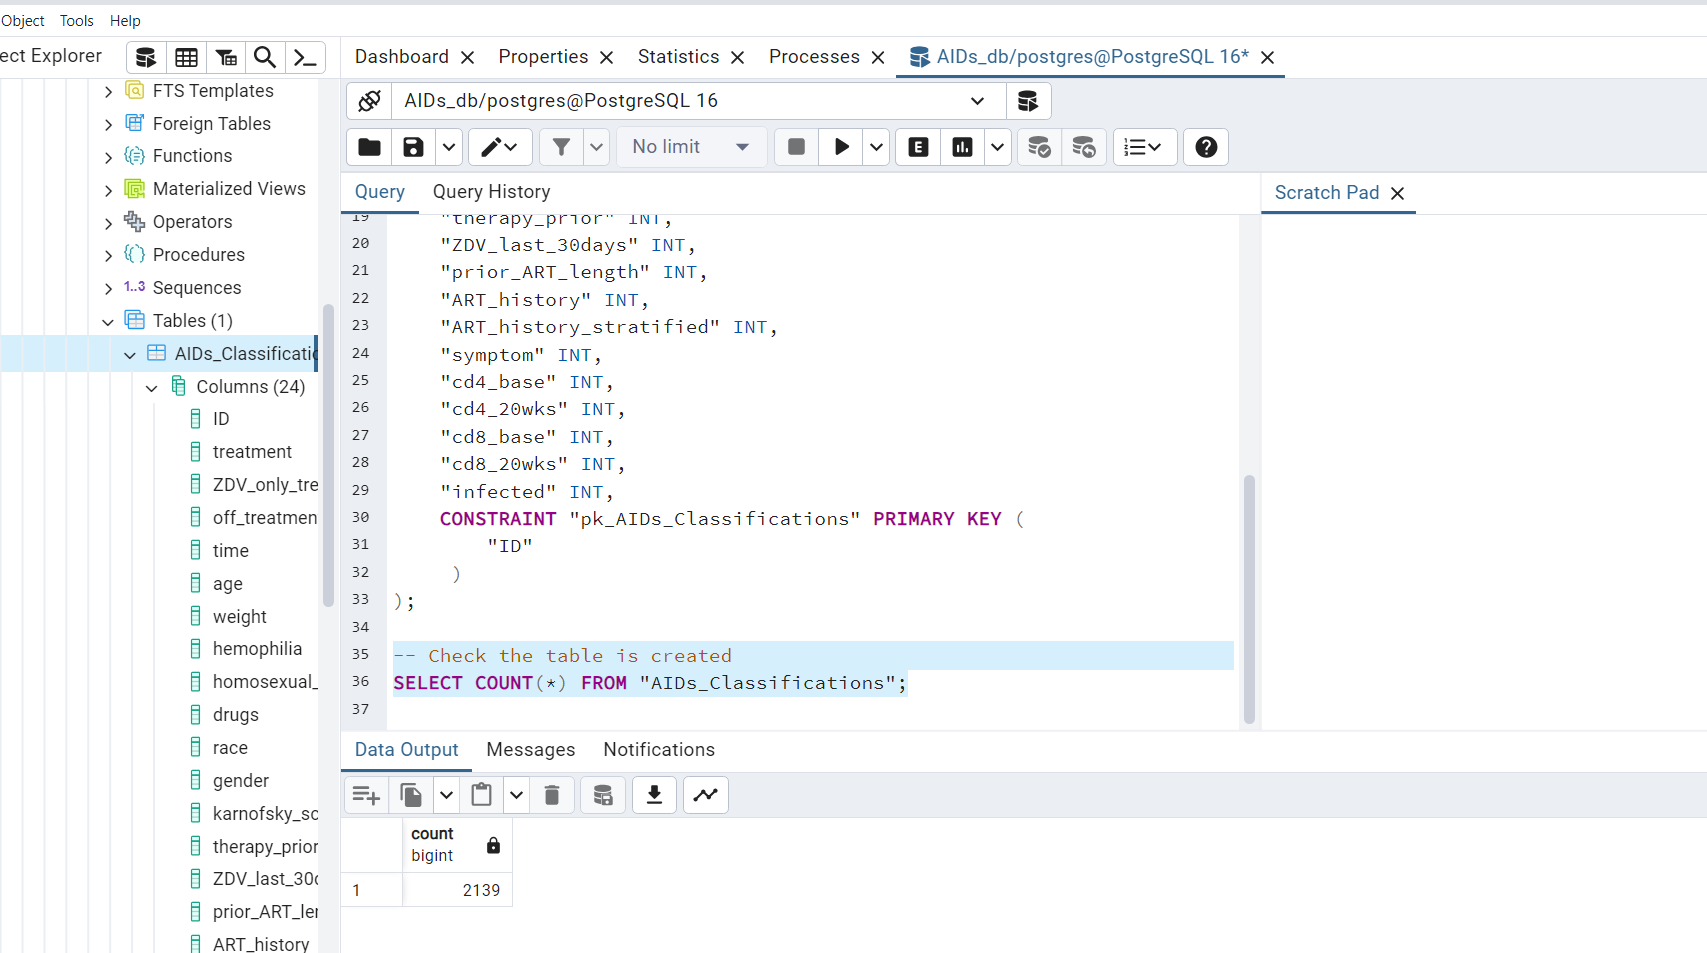 Object Tools Help
ect Explorer
Dashboard Properties Statistics Processes AIDs_db/postgres@PostgreSQL 16*
FTS Templates
Foreign Tables
Functions
Materialized Views
Operators
Procedures
1..3 Sequences
Tables (1)
AIDs_Classificatic
Columns (24)
ID
treatment
ZDV_only_tre
off_treatmen
time
age
weight
hemophilia
homosexual_
drugs
race
gender
karnofsky_sc
therapy_prior
ZDV_last_30c
prior_ART_ler
ART_history
AIDs_db/postgres@PostgreSQL 16
No limit
E
Query Query History
Scratch Pad
19 "therapy_prior" INT,
20 "ZDV_last_30days" INT,
21 "prior_ART_length" INT,
22 "ART_history" INT,
23 "ART_history_stratified" INT,
24 "symptom" INT,
25 "cd4_base" INT,
26 "cd4_20wks" INT,
27 "cd8_base" INT,
28 "cd8_20wks" INT,
29 "infected" INT,
30 CONSTRAINT "pk_AIDs_Classifications" PRIMARY KEY (
31 "ID"
32 )
33 );
34
35 -- Check the table is created
36 SELECT COUNT(*) FROM "AIDs_Classifications";
37
Data Output Messages Notifications
count
bigint
1 2139